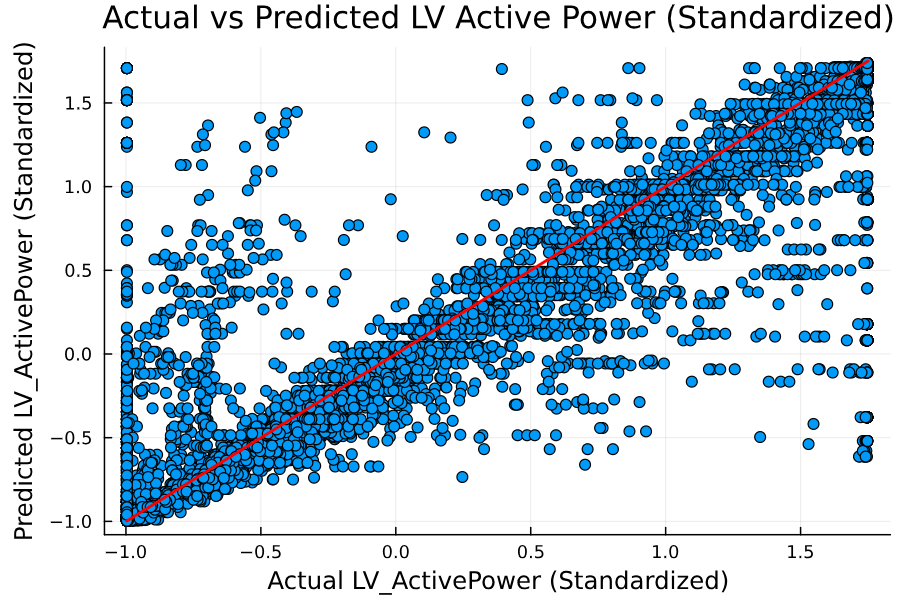 Actual vs Predicted LV Active Power (Standardized)
Predicted LV_ActivePower (Standardized)
1.5
1.0
0.5
0.0
−0.5
−1.0
−1.0 −0.5 0.0 0.5 1.0 1.5
Actual LV_ActivePower (Standardized)